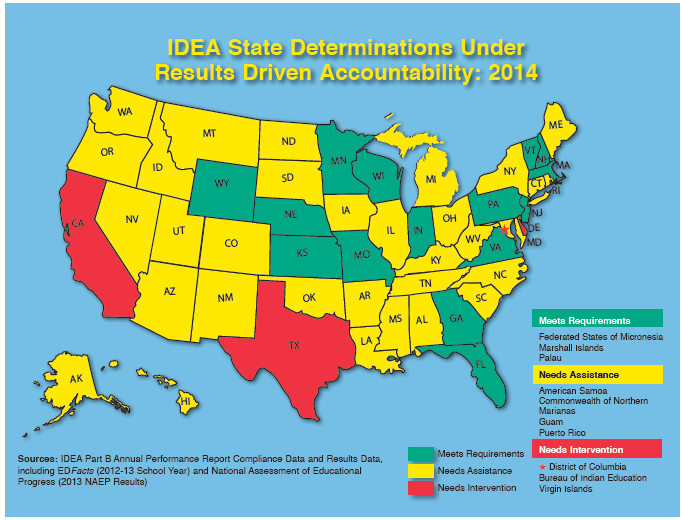 IDEA State Determinations Under
Results Driven Accountability: 2014
WA
MT
ND
MN
ME
VT
NH
MA
OR
ID
SD
WI
MI
NY
CT
RI
WY
IA
PA
NJ
NE
OH
DE
MD
CA
NV
UT
CO
IL
IN
WV
VA
KS
MO
KY
NC
AZ
NM
OK
AR
TN
SC
MS
AL
GA
TX
LA
FL
AK
HI
Meets Requirements
Federated States of Micronesia
Marshall Islands
Palau
Needs Assistance
American Samoa
Commonwealth of Northern
Marianas
Guam
Puerto Rico
Needs Intervention
★ District of Columbia
Bureau of Indian Education
Virgin Islands
Meets Requirements
Needs Assistance
Needs Intervention
Sources: IDEA Part B Annual Performance Report Compliance Data and Results Data,
including EDFacts (2012-13 School Year) and National Assessment of Educational
Progress (2013 NAEP Results)